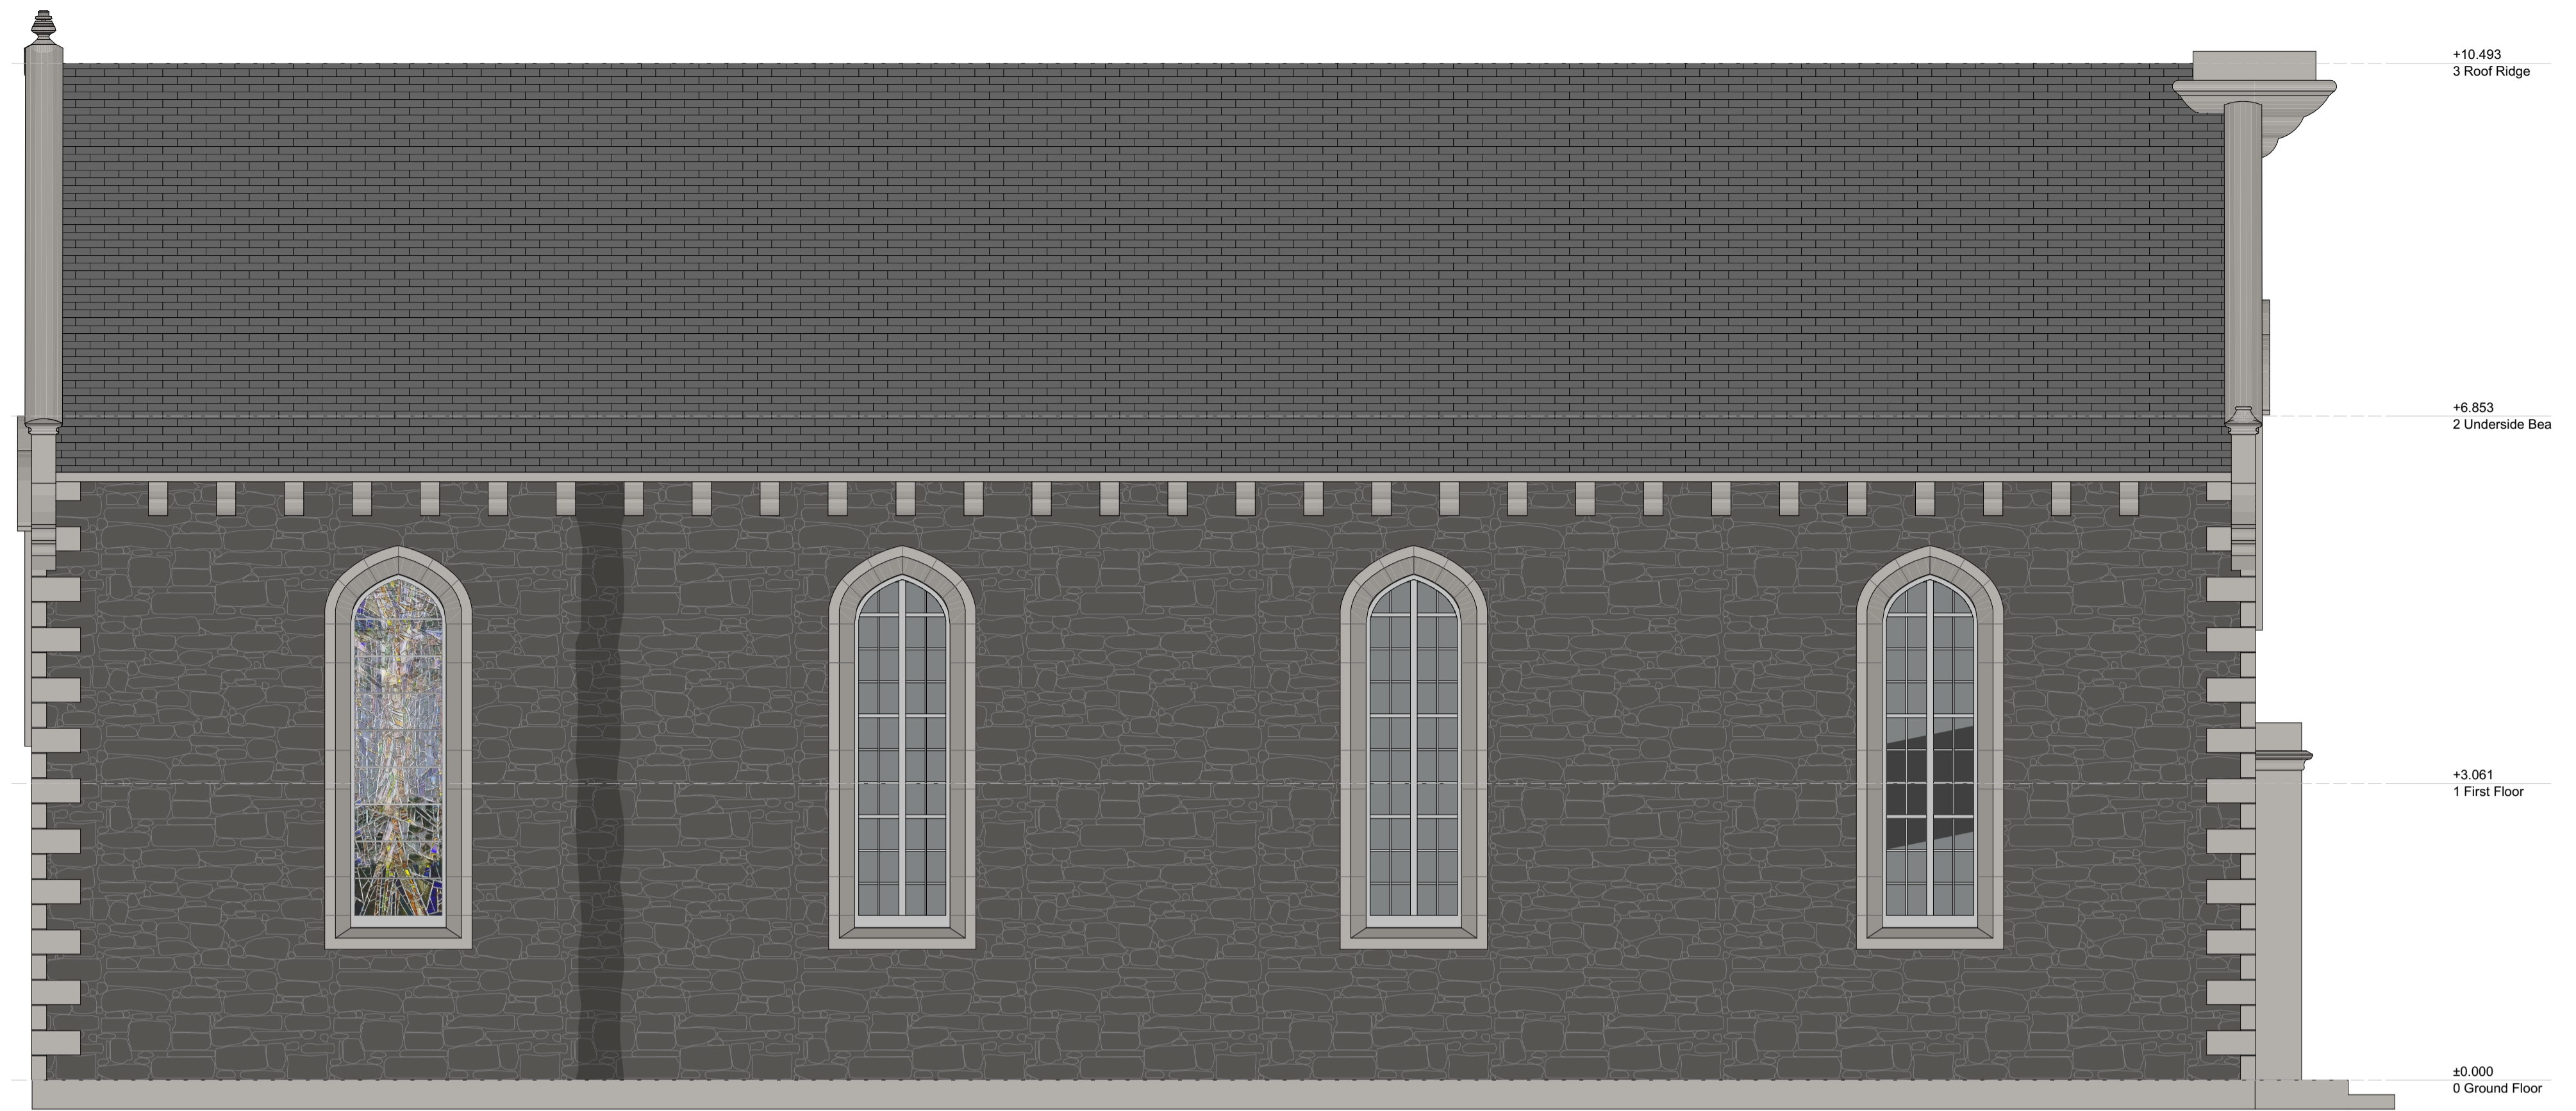 +10.493
3 Roof Ridge
+6.853
2 Underside Bea
+3.061
1 First Floor
±0.000
0 Ground Floor